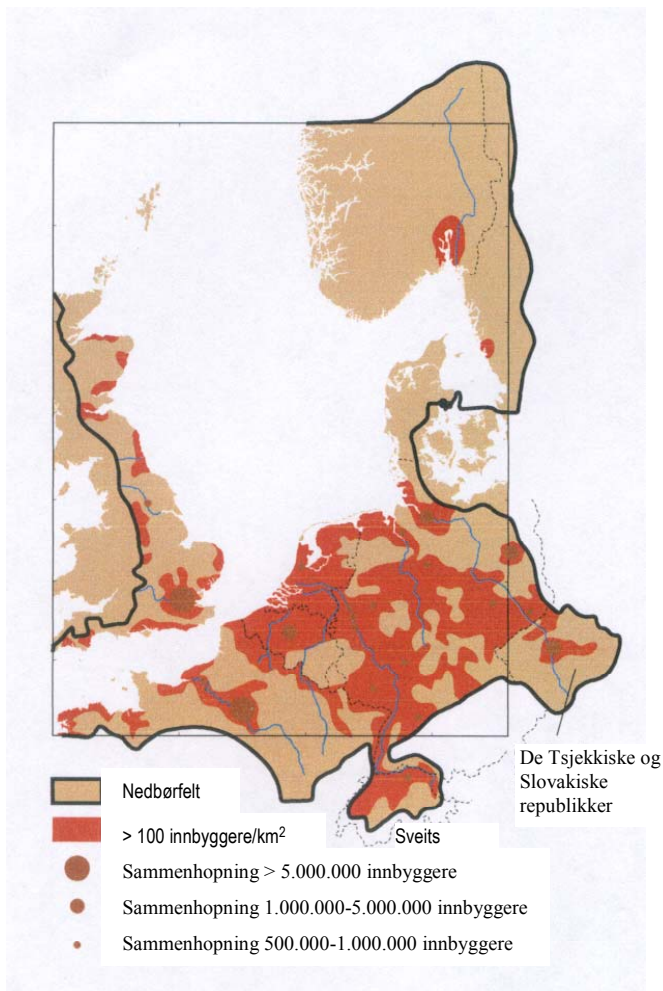 De Tsjekkiske og
Slovakiske
republikker
Nedbørfelt
> 100 innbyggere/km²
Sveits
Sammenhopning > 5.000.000 innbyggere
Sammenhopning 1.000.000-5.000.000 innbyggere
Sammenhopning 500.000-1.000.000 innbyggere